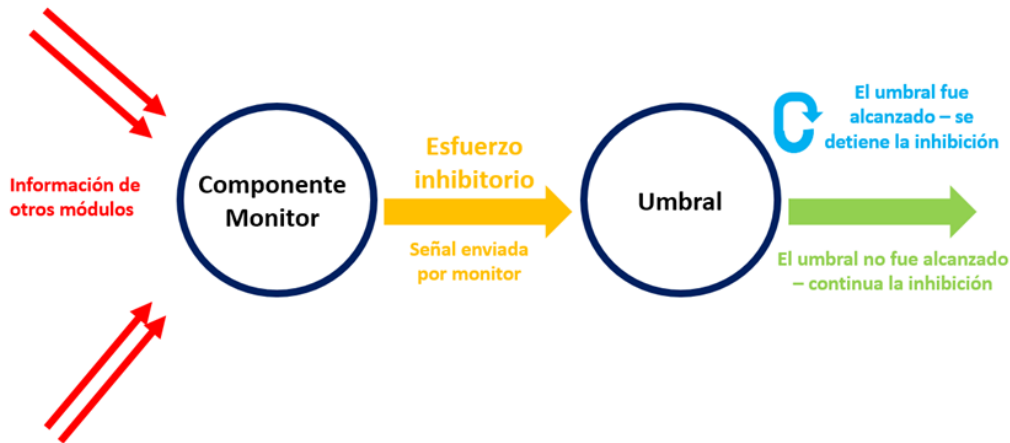 Información de
otros módulos
Componente
Monitor
Esfuerzo
inhibitorio
Señal enviada
por monitor
Umbral
El umbral fue
alcanzado – se
detiene la inhibición
El umbral no fue alcanzado
– continua la inhibición